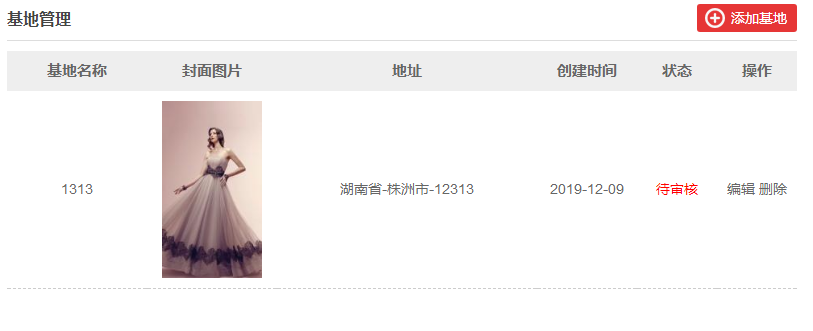 基地管理 添加基地
基地名称 封面图片 地址 创建时间 状态 操作
1313 湖南省-株洲市-12313 2019-12-09 待审核 编辑 删除